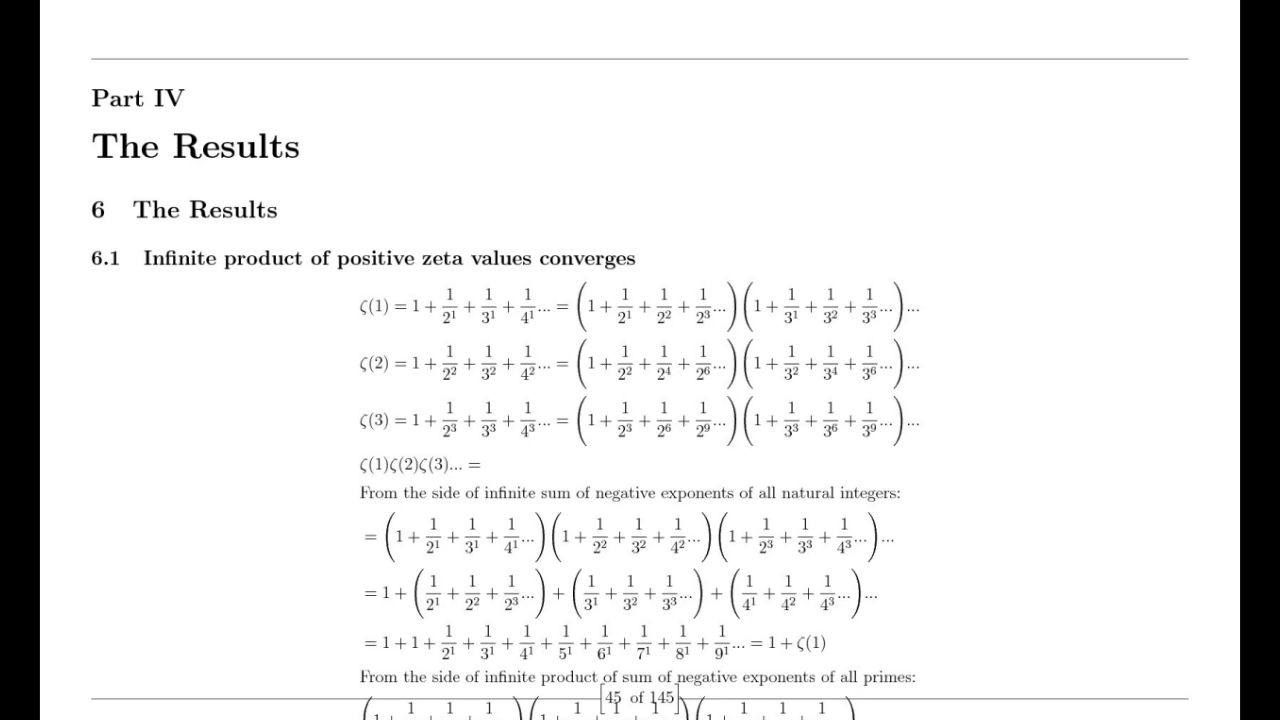 Part IV
The Results
6 The Results
6.1 Infinite product of positive zeta values converges
ζ(1) = 1 + 1/2^1 + 1/3^1 + 1/4^1 ... = (1 + 1/2^1 + 1/2^2 + 1/2^3 ...)(1 + 1/3^1 + 1/3^2 + 1/3^3 ...)...
ζ(2) = 1 + 1/2^2 + 1/3^2 + 1/4^2 ... = (1 + 1/2^2 + 1/2^4 + 1/2^6 ...)(1 + 1/3^2 + 1/3^4 + 1/3^6 ...)...
ζ(3) = 1 + 1/2^3 + 1/3^3 + 1/4^3 ... = (1 + 1/2^3 + 1/2^6 + 1/2^9 ...)(1 + 1/3^3 + 1/3^6 + 1/3^9 ...)...
ζ(1)ζ(2)ζ(3)... =
From the side of infinite sum of negative exponents of all natural integers:
= (1 + 1/2^1 + 1/3^1 + 1/4^1 ...)(1 + 1/2^2 + 1/3^2 + 1/4^2 ...)(1 + 1/2^3 + 1/3^3 + 1/4^3 ...)...
= 1 + (1/2^1 + 1/2^2 + 1/2^3 ...) + (1/3^1 + 1/3^2 + 1/3^3 ...) + (1/4^1 + 1/4^2 + 1/4^3 ...)...
= 1 + 1 + 1/2^1 + 1/3^1 + 1/4^1 + 1/5^1 + 1/6^1 + 1/7^1 + 1/8^1 + 1/9^1 ... = 1 + ζ(1)
From the side of infinite product of sum of negative exponents of all primes:
[45 of 145]